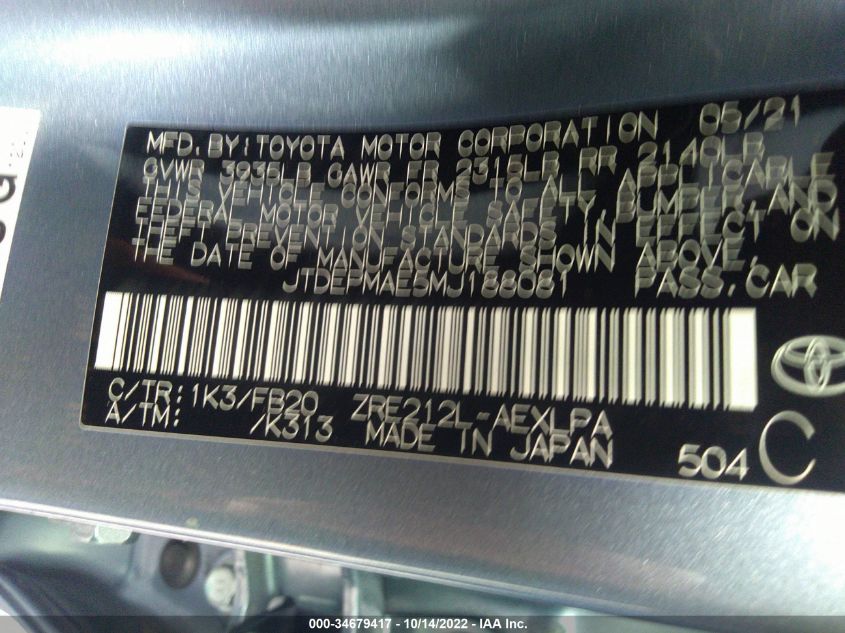 MFD. BY: TOYOTA MOTOR CORPORATION 05/21
GVWR 3935LB GAWR FR 2315LB RR 2140LB
THIS VEHICLE CONFORMS TO ALL APPLICABLE
FEDERAL MOTOR VEHICLE SAFETY, BUMPER, AND
THEFT PREVENTION STANDARDS IN EFFECT ON
THE DATE OF MANUFACTURE SHOWN ABOVE.
JTDEPMAE5MJ188081 PASS.CAR
C/TR: 1K3/FB20 ZRE212L-AEXLPA
A/TM: /K313 MADE IN JAPAN 504 C
000-34679417 - 10/14/2022 - IAA Inc.